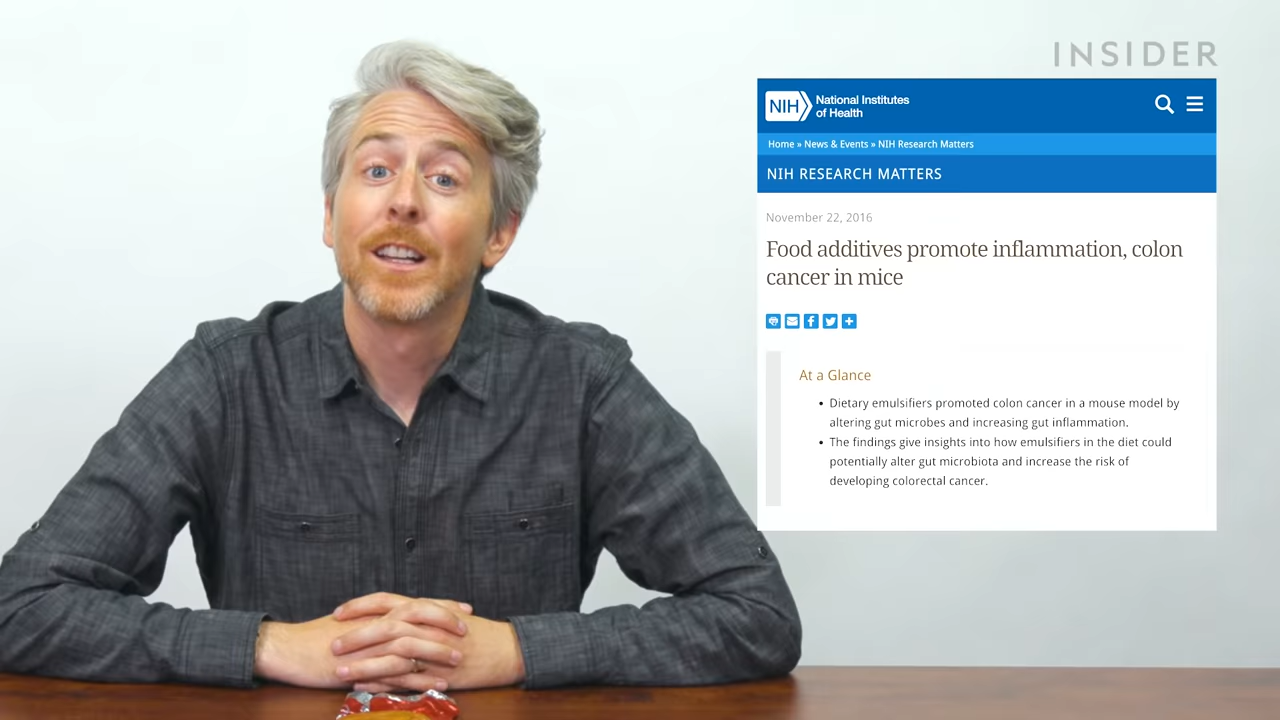 INSIDER
NIH National Institutes
of Health
Home » News & Events » NIH Research Matters
NIH RESEARCH MATTERS
November 22, 2016
Food additives promote inflammation, colon
cancer in mice
At a Glance
• Dietary emulsifiers promoted colon cancer in a mouse model by
altering gut microbes and increasing gut inflammation.
• The findings give insights into how emulsifiers in the diet could
potentially alter gut microbiota and increase the risk of
developing colorectal cancer.